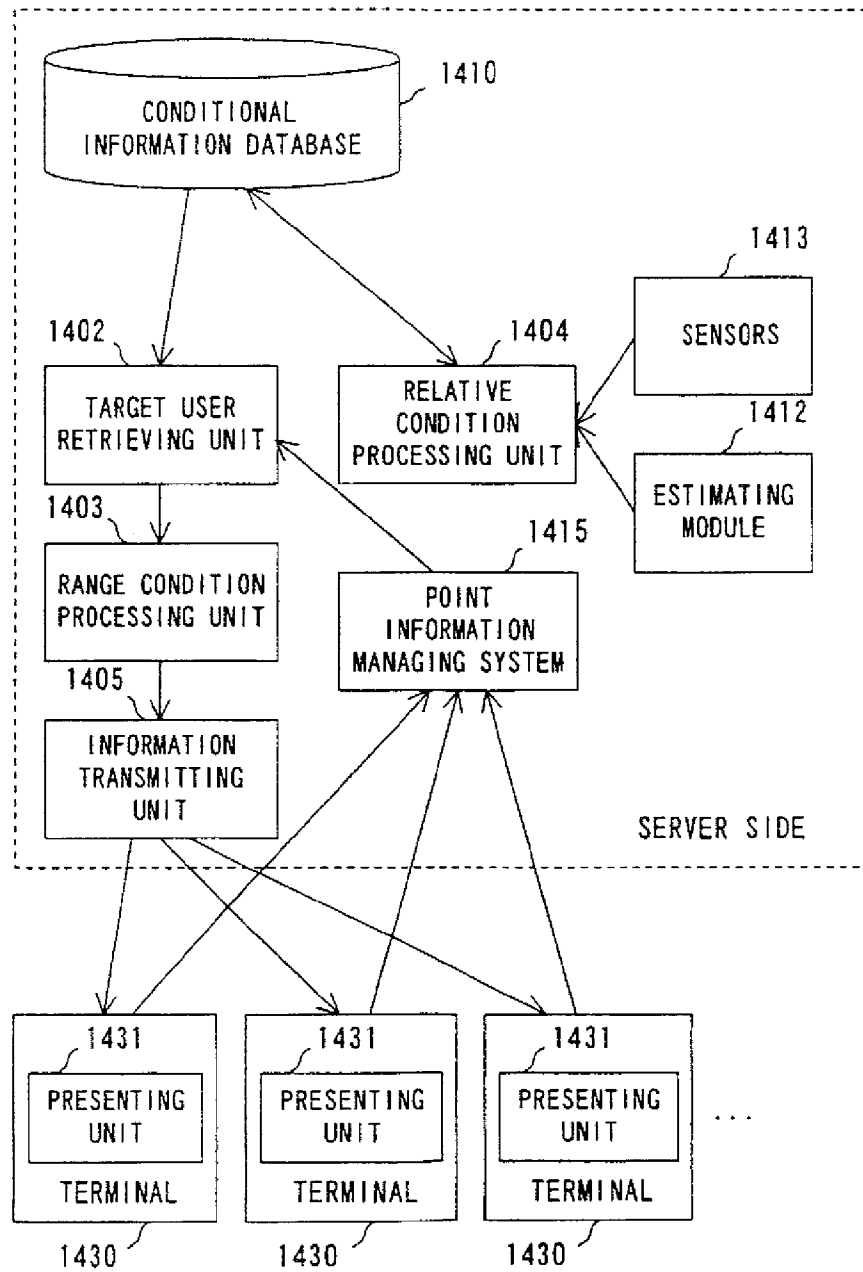 1410
CONDITIONAL
INFORMATION DATABASE
1413
SENSORS
1402
TARGET USER
RETRIEVING UNIT
1404
RELATIVE
CONDITION
PROCESSING UNIT
1412
ESTIMATING
MODULE
1403
RANGE CONDITION
PROCESSING UNIT
1415
POINT
INFORMATION
MANAGING SYSTEM
1405
INFORMATION
TRANSMITTING
UNIT
SERVER SIDE
1431
PRESENTING
UNIT
TERMINAL
1430
1431
PRESENTING
UNIT
TERMINAL
1430
1431
PRESENTING
UNIT
TERMINAL
1430
...